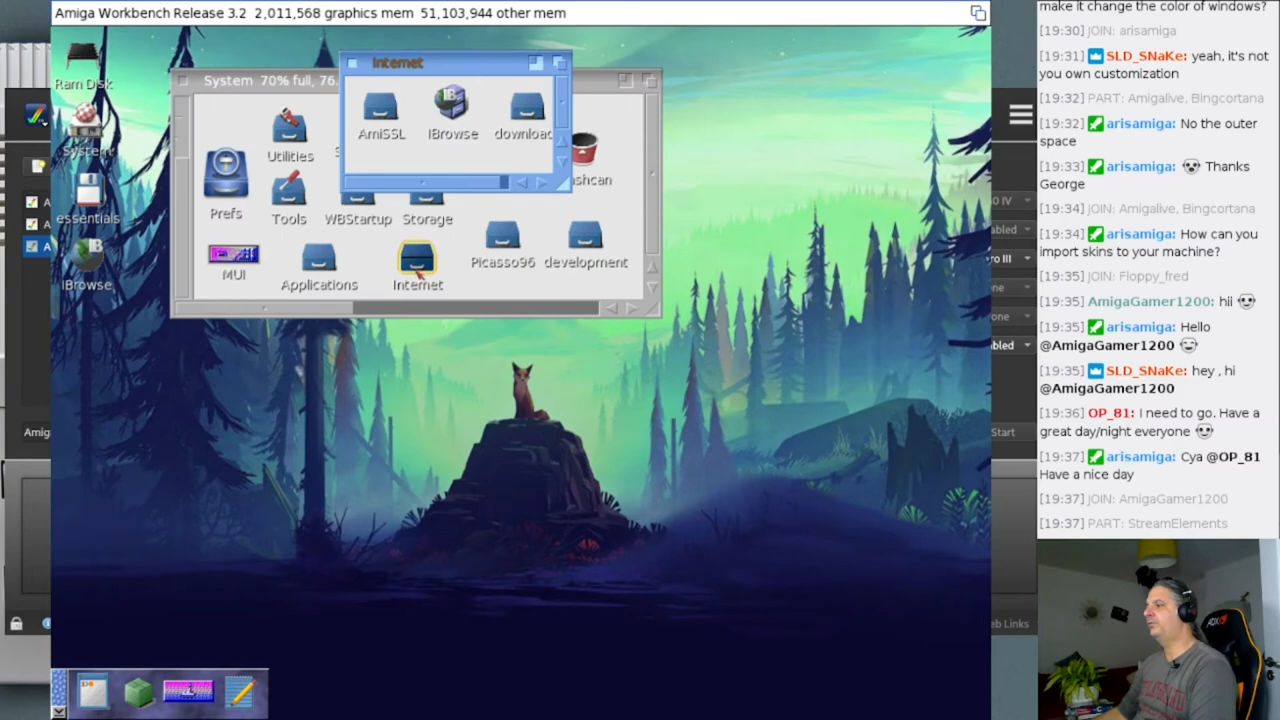 Amiga Workbench Release 3.2 2,011,568 graphics mem 51,103,944 other mem
Ram Disk
System
essentials
IBrowse
System 70% full, 76.
Utilities
Prefs
Tools
WBStartup
Storage
MUI
Applications
Internet
Picasso96
development
Internet
AmiSSL
IBrowse
download
shcan
Amig
Start
eb Links
make it change the color of windows?
[19:30] JOIN: arisamiga
[19:31] SLD_SNaKe: yeah. it's not
you own customization
[19:32] PART: Amigalive, Bingcortana
[19:32] arisamiga: No the outer
space
[19:33] arisamiga: Thanks
George
[19:34] JOIN: Amigalive, Bingcortana
[19:34] arisamiga: How can you
import skins to your machine?
[19:35] JOIN: Floppy_fred
[19:35] AmigaGamer1200: hii
[19:35] arisamiga: Hello
@AmigaGamer1200
[19:35] SLD_SNaKe: hey , hi
@AmigaGamer1200
[19:36] OP_81: I need to go. Have a
great day/night everyone
[19:37] arisamiga: Cya @OP_81
Have a nice day
[19:37] JOIN: AmigaGamer1200
[19:37] PART: StreamElements